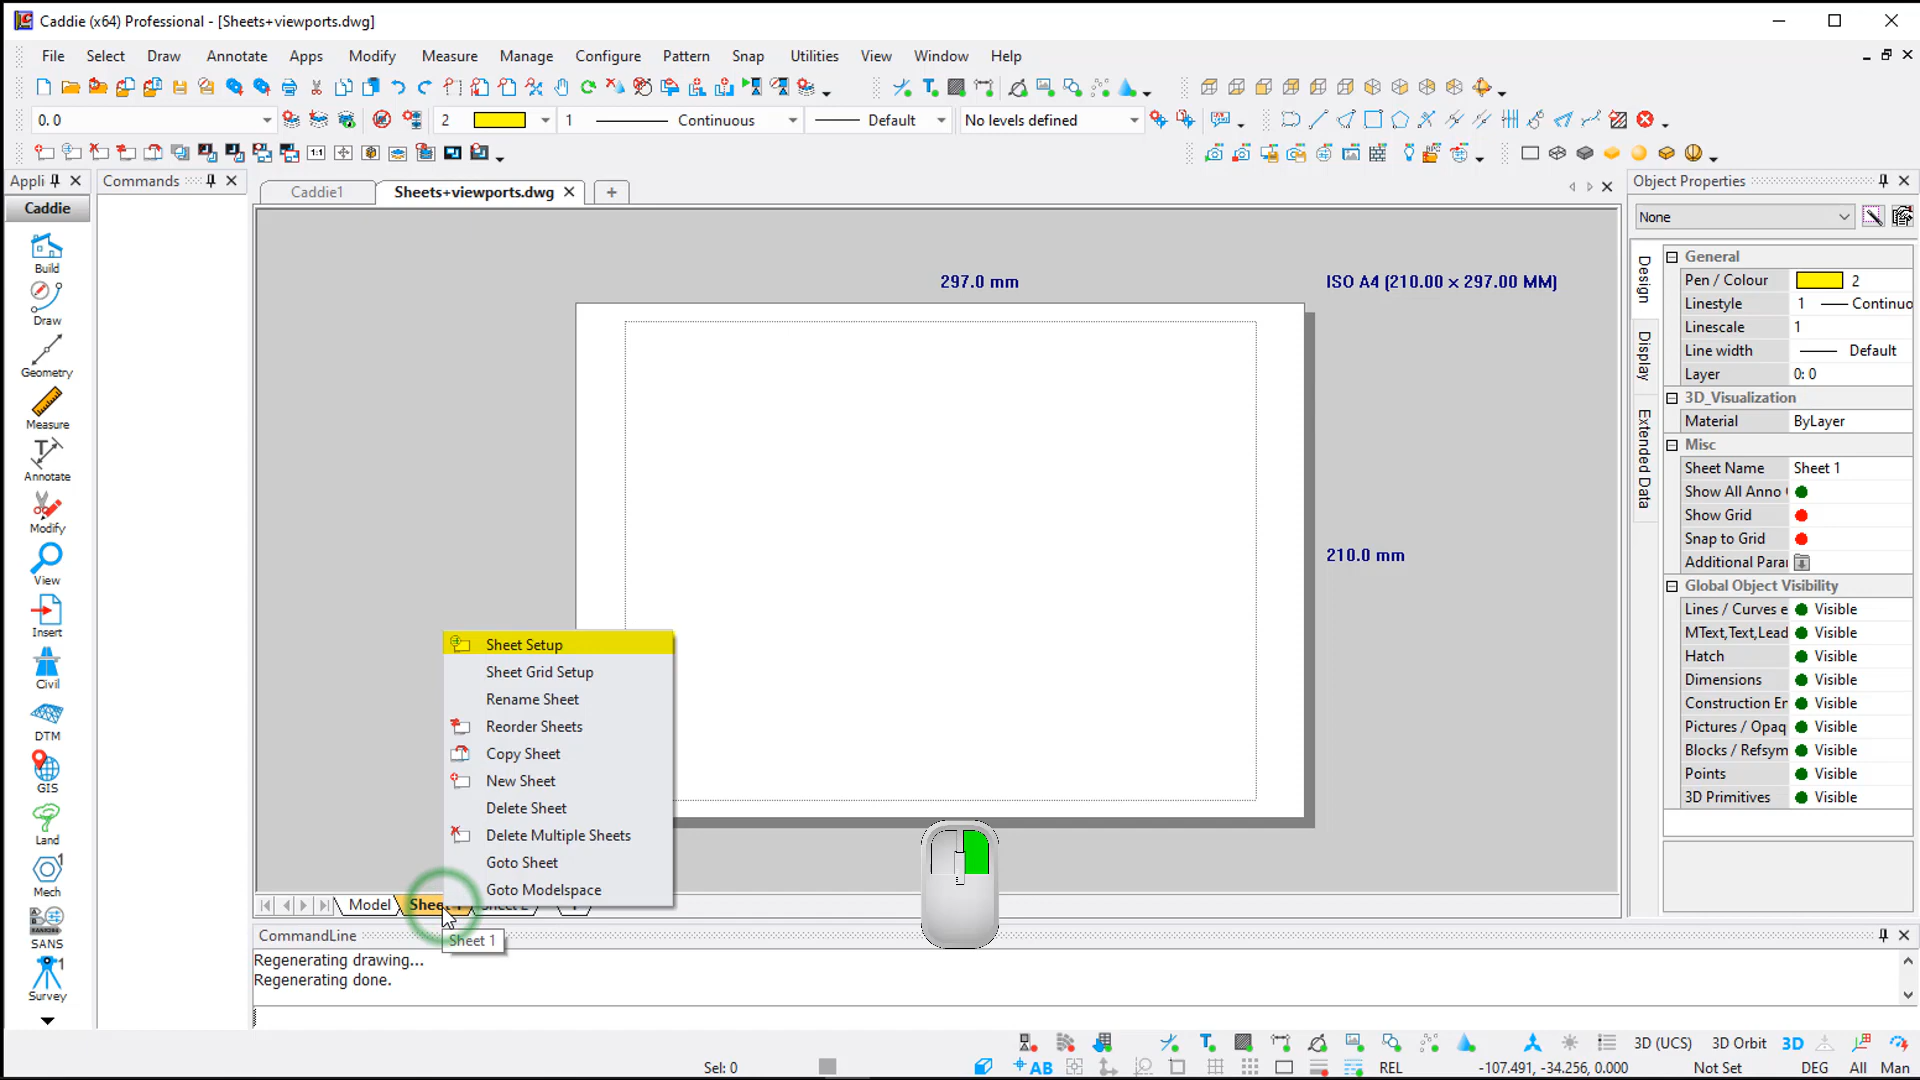 Caddie (x64) Professional - [Sheets+viewports.dwg]
File Select Draw Annotate Apps Modify Measure Manage Configure Pattern Snap Utilities View Window Help
0. 0
2
1 Continuous
Default
No levels defined
Appli
Commands
Caddie1
Sheets+viewports.dwg
Object Properties
Caddie
None
Build
Draw
Geometry
Measure
Annotate
Modify
View
Insert
Civil
DTM
GIS
Land
Mech
SANS
Survey
297.0 mm
ISO A4 (210.00 x 297.00 MM)
210.0 mm
Design
Display
Extended Data
General
Pen / Colour 2
Linestyle 1 Continuo
Linescale 1
Line width Default
Layer 0: 0
3D_Visualization
Material ByLayer
Misc
Sheet Name Sheet 1
Show All Anno
Show Grid
Snap to Grid
Additional Parar
Global Object Visibility
Lines / Curves e Visible
MText,Text,Lead Visible
Hatch Visible
Dimensions Visible
Construction En Visible
Pictures / Opaq Visible
Blocks / Refsym Visible
Points Visible
3D Primitives Visible
Sheet Setup
Sheet Grid Setup
Rename Sheet
Reorder Sheets
Copy Sheet
New Sheet
Delete Sheet
Delete Multiple Sheets
Goto Sheet
Goto Modelspace
Model
Sheet 1
CommandLine
Regenerating drawing...
Regenerating done.
3D (UCS) 3D Orbit 3D
Sel: 0
AB
REL
-107.491, -34.256, 0.000
Not Set
DEG
All
Man